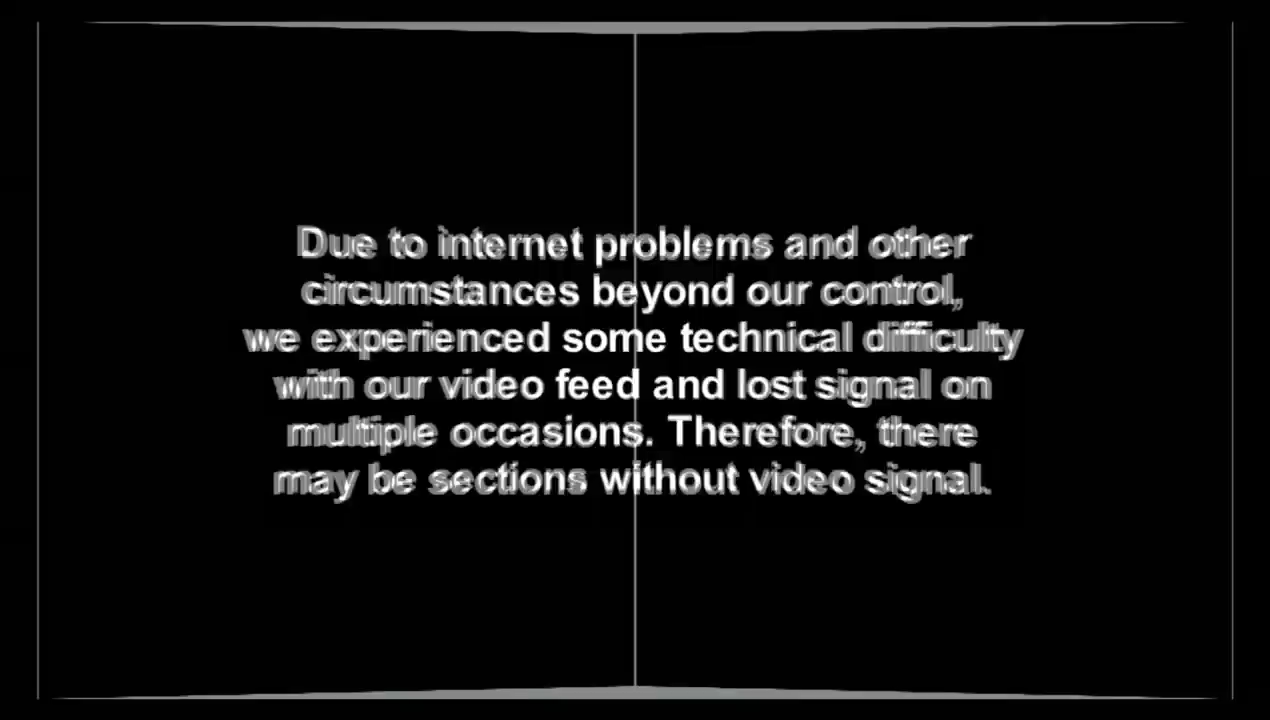 Due to internet problems and other
circumstances beyond our control,
we experienced some technical difficulty
with our video feed and lost signal on
multiple occasions. Therefore, there
may be sections without video signal.